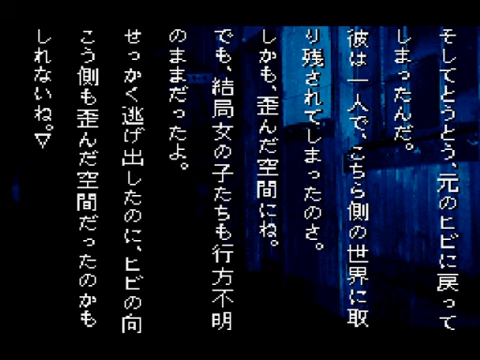 そしてとうとう、元のヒビに戻って
しまったんだ。
彼は一人で、こちら側の世界に取
り残されてしまったのさ。
しかも、歪んだ空間にね。
でも、結局女の子たちも行方不明
のままだったよ。
せっかく逃げ出したのに、ヒビの向
こう側も歪んだ空間だったのかも
しれないね。▽